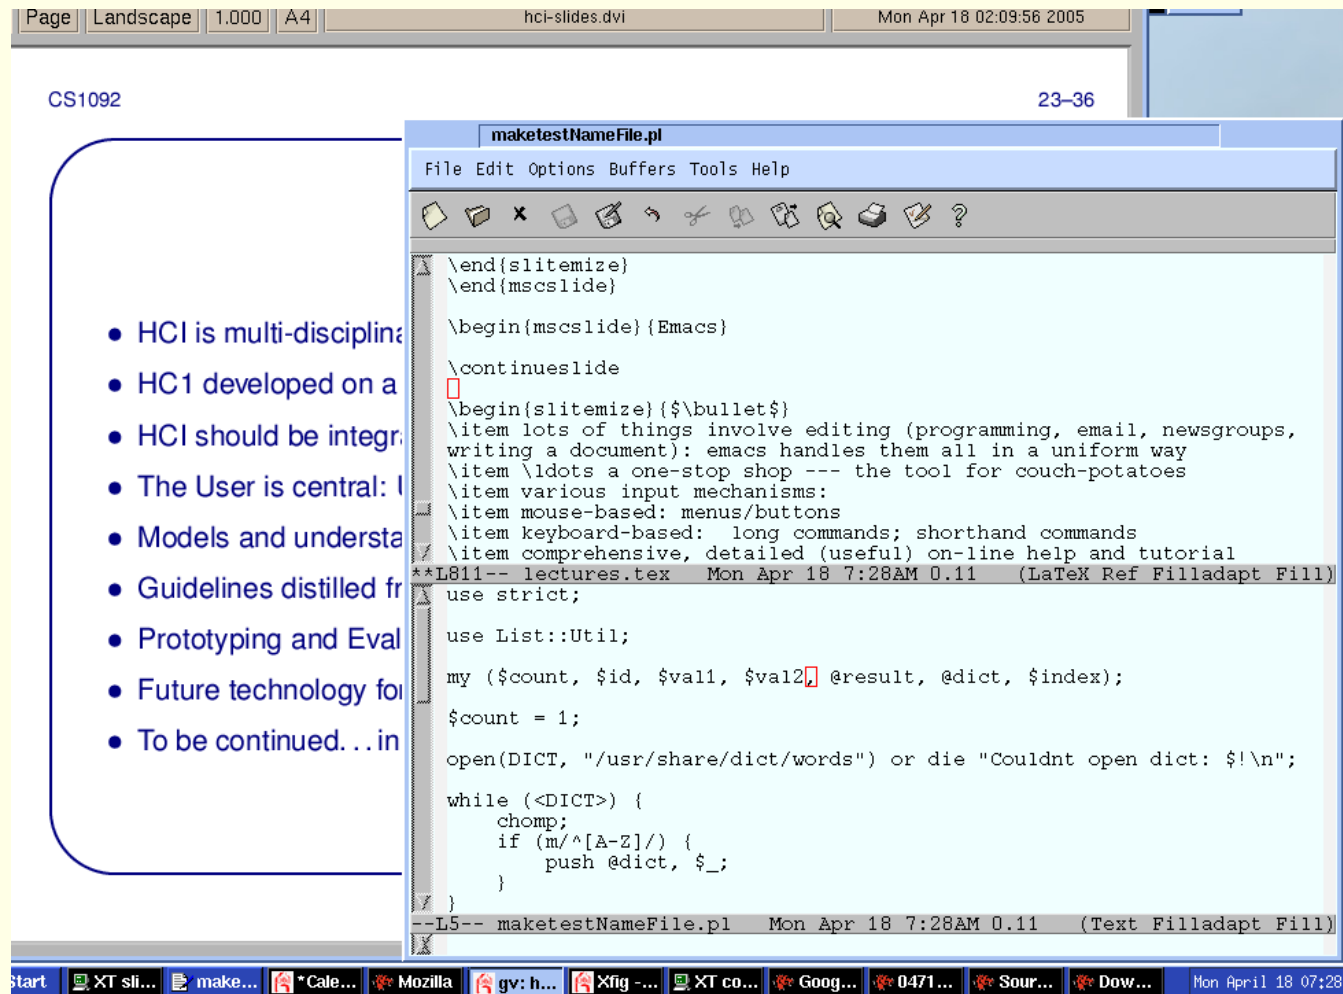 Page Landscape 1.000 A4 hci-slides.dvi Mon Apr 18 02:09:56 2005
CS1092 23–36
• HCI is multi-disciplina
• HC1 developed on a
• HCI should be integra
• The User is central: U
• Models and understa
• Guidelines distilled fr
• Prototyping and Eval
• Future technology for
• To be continued...in
maketestNameFile.pl
File Edit Options Buffers Tools Help
\end{slitemize}
\end{mscslide}
\begin{mscslide}{Emacs}
\continueslide
\begin{slitemize}{$\bullet$}
\item lots of things involve editing (programming, email, newsgroups,
writing a document): emacs handles them all in a uniform way
\item \ldots a one-stop shop --- the tool for couch-potatoes
\item various input mechanisms:
\item mouse-based: menus/buttons
\item keyboard-based:  long commands; shorthand commands
\item comprehensive, detailed (useful) on-line help and tutorial
**L811-- lectures.tex   Mon Apr 18 7:28AM 0.11   (LaTeX Ref Filladapt Fill)
use strict;
use List::Util;
my ($count, $id, $val1, $val2, @result, @dict, $index);
$count = 1;
open(DICT, "/usr/share/dict/words") or die "Couldnt open dict: $!\n";
while (<DICT>) {
    chomp;
    if (m/^[A-Z]/) {
        push @dict, $_;
    }
}
--L5-- maketestNameFile.pl   Mon Apr 18 7:28AM 0.11   (Text Filladapt Fill)
Start XT sli... make... *Cale... Mozilla gv: h... Xfig -... XT co... Goog... 0471... Sour... Dow... Mon April 18 07:28